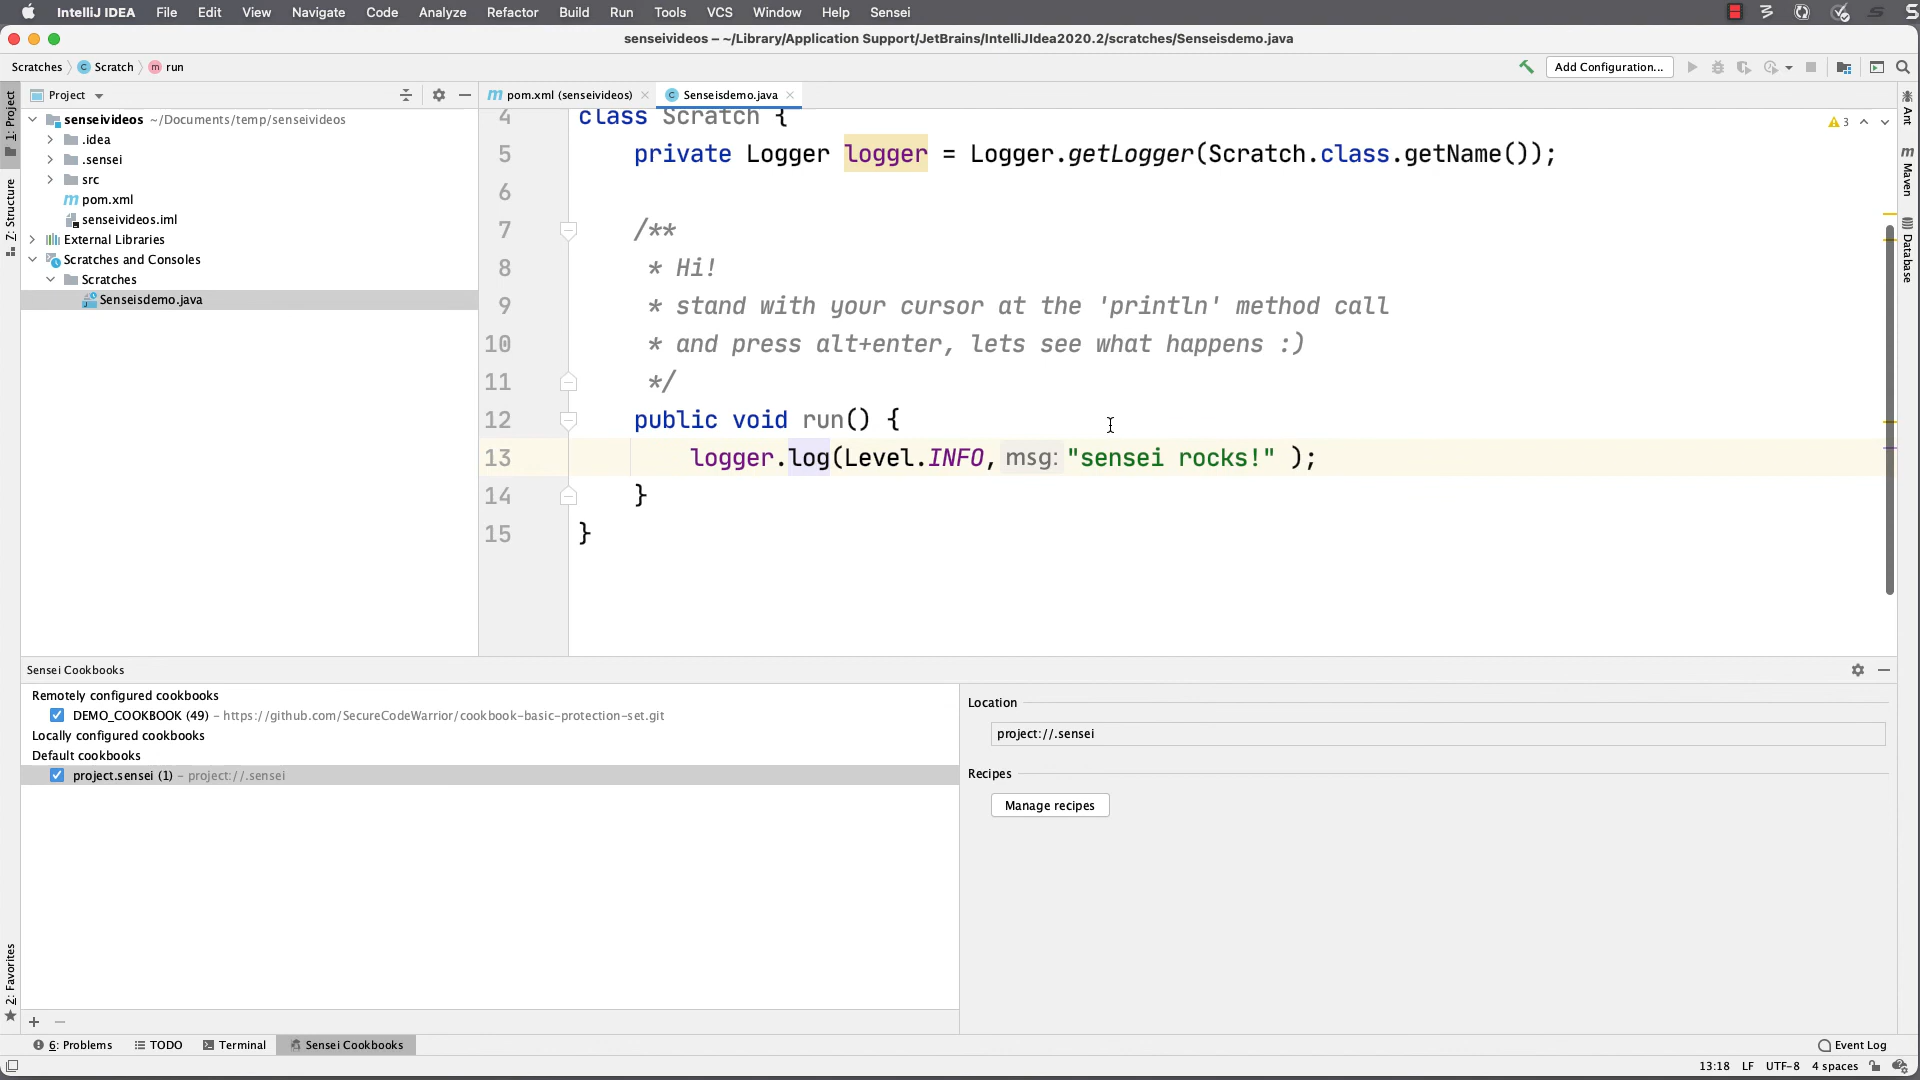 IntelliJ IDEA File Edit View Navigate Code Analyze Refactor Build Run Tools VCS Window Help Sensei
senseivideos – ~/Library/Application Support/JetBrains/IntelliJIdea2020.2/scratches/Senseisdemo.java
Scratches Scratch run Add Configuration...
Project
pom.xml (senseivideos) Senseisdemo.java
senseivideos ~/Documents/temp/senseivideos
.idea
.sensei
src
pom.xml
senseivideos.iml
External Libraries
Scratches and Consoles
Scratches
Senseisdemo.java
4 class Scratch {
5 private Logger logger = Logger.getLogger(Scratch.class.getName());
6
7 /**
8 * Hi!
9 * stand with your cursor at the 'println' method call
10 * and press alt+enter, lets see what happens :)
11 */
12 public void run() {
13 logger.log(Level.INFO, msg: "sensei rocks!" );
14 }
15 }
3
1: Project
Z: Structure
2: Favorites
Ant
Maven
Database
Sensei Cookbooks
Remotely configured cookbooks
DEMO_COOKBOOK (49) – https://github.com/SecureCodeWarrior/cookbook-basic-protection-set.git
Locally configured cookbooks
Default cookbooks
project.sensei (1) – project://.sensei
Location
project://.sensei
Recipes
Manage recipes
6: Problems TODO Terminal Sensei Cookbooks Event Log
13:18 LF UTF-8 4 spaces